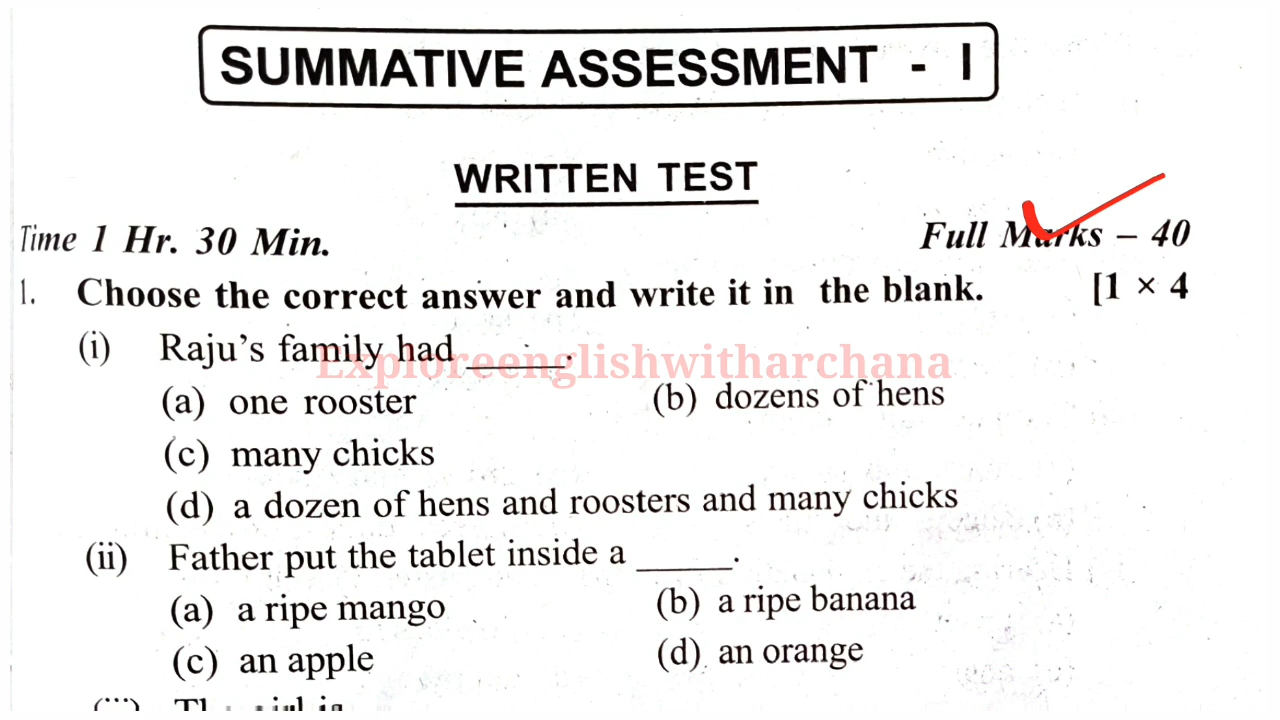 SUMMATIVE ASSESSMENT - I
WRITTEN TEST
Time 1 Hr. 30 Min. Full Marks – 40
1. Choose the correct answer and write it in the blank. [1 × 4
(i) Raju's family had _____.
Exploreenglishwitharchana
(a) one rooster (b) dozens of hens
(c) many chicks
(d) a dozen of hens and roosters and many chicks
(ii) Father put the tablet inside a _____.
(a) a ripe mango (b) a ripe banana
(c) an apple (d) an orange